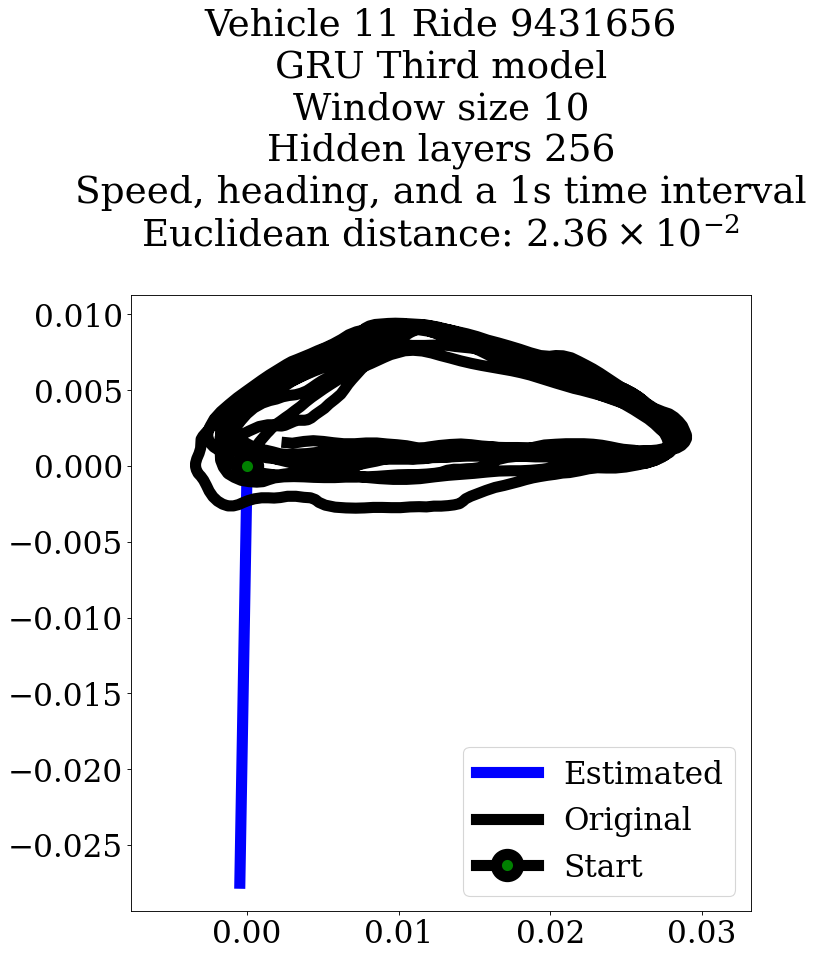 Vehicle 11 Ride 9431656
GRU Third model
Window size 10
Hidden layers 256
Speed, heading, and a 1s time interval
Euclidean distance: 2.36 × 10⁻²
0.010
0.005
0.000
−0.005
−0.010
−0.015
−0.020
−0.025
Estimated
Original
Start
0.00 0.01 0.02 0.03